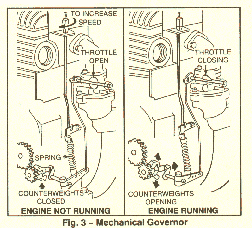 TO INCREASE
SPEED
THROTTLE
OPEN
SPRING
COUNTERWEIGHTS
CLOSED
ENGINE NOT RUNNING
THROTTLE
CLOSING
COUNTERWEIGHTS
OPENING
ENGINE RUNNING
Fig. 3 – Mechanical Governor